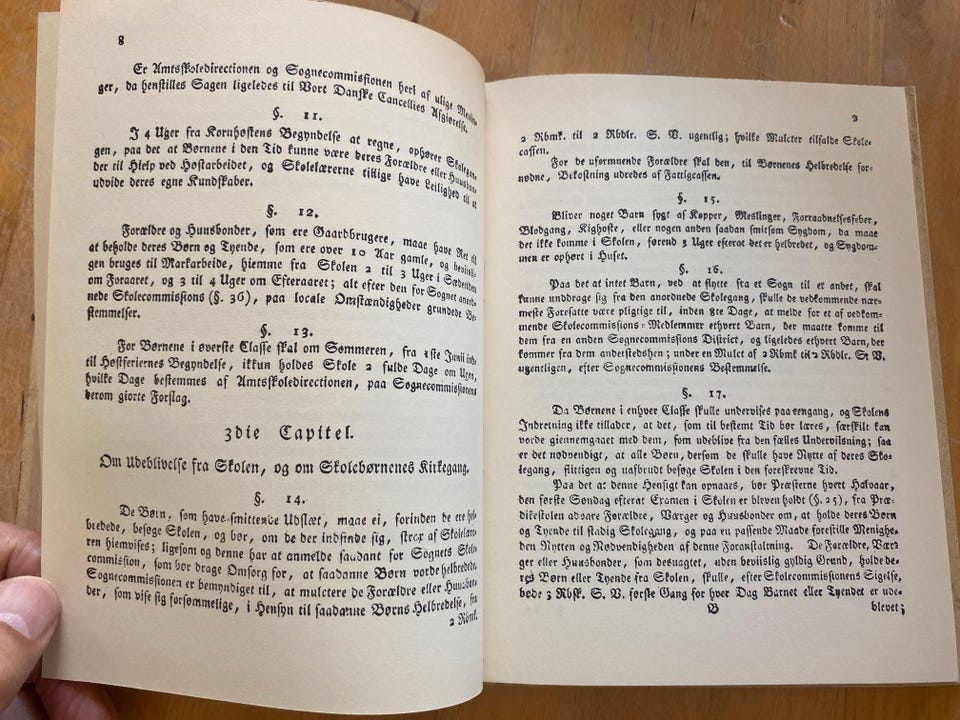 8
Er Amtsskoledirectionen og Sognecommissionen heri af ulige Menin-
ger, da henstilles Sagen ligeledes til Vort Danske Cancellies Afgiørelse.
§. 11.
I 4 Uger fra Kornhøstens Begyndelse at regne, ophører Skolegan-
gen, paa det at Børnene i den Tid kunne være deres Forældre eller Huusbon-
der til Hielp ved Høstarbeidet, og Skolelærerne tillige have Leilighed til at
udvide deres egne Kundskaber.
§. 12.
Forældre og Huusbonder, som ere Gaardbrugere, maae have Ret til
at beholde deres Børn og Tyende, som ere over 10 Aar gamle, og beviisli-
gen bruges til Markarbeide, hiemme fra Skolen 2 til 3 Uger i Sædetiden
om Foraaret, og 3 til 4 Uger om Efteraaret; alt efter den for Sognet anord-
nede Skolecommissions (§. 36), paa locale Omstændigheder grundede Be-
stemmelser.
§. 13.
For Børnene i øverste Classe skal om Sommeren, fra 1ste Junii indtil
til Høstferiernes Begyndelse, ikkun holdes Skole 2 fulde Dage om Ugen,
hvilke Dage bestemmes af Amtsskoledirectionen, paa Sognecommissionens
derom giorte Forslag.
3die Capitel.
Om Udeblivelse fra Skolen, og om Skolebørnenes Kirkegang.
§. 14.
De Børn, som have smittende Udslæt, maae ei, forinden de ere hel-
bredede, besøge Skolen, og bør, om de der indfinde sig, strax af Skolelære-
ren hiemvises; ligesom og denne har at anmelde saadant for Sognets Skole-
commission, som bør drage Omsorg for, at saadanne Børn vorde helbredede.
Sognecommissionen er bemyndiget til, at mulctere de Forældre eller Huusbon-
der, som vise sig forsømmelige, i Hensyn til saadanne Børns Helbredelse, fra
2 Rbmk.
9
2 Rbmk. til 2 Rbdlr. S. V. ugentlig; hvilke Mulcter tilfalde Skole-
cassen.
For de uformuende Forældre skal den, til Børnenes Helbredelse for-
nødne, Bekostning udredes af Fattigcassen.
§. 15.
Bliver noget Barn sygt af Kopper, Meslinger, Forraadnelsesfeber,
Blodgang, Kighoste, eller nogen anden saadan smitsom Sygdom, da maae
det ikke komme i Skolen, førend 3 Uger efterat det er helbredet, og Sygdom-
men er ophørt i Huset.
§. 16.
Paa det at intet Barn, ved at flytte fra et Sogn til et andet, skal
kunne unddrage sig fra den anordnede Skolegang, skulle de vedkommende nær-
meste Foresatte være pligtige til, inden 8te Dage, at melde for et af vedkom-
mende Skolecommissions-Medlemmer ethvert Barn, der maatte komme til
dem fra en anden Sognecommissions District, og ligeledes ethvert Barn, der
kommer fra dem andetstedshen; under en Mulct af 2 Rbmk til 2 Rbdlr. S. V.
ugentligen, efter Sognecommissionens Bestemmelse.
§. 17.
Da Børnene i enhver Classe skulle undervises paa eengang, og Skolens
Indretning ikke tillader, at det, som til bestemt Tid bør læres, særskilt kan
vorde giennemgaaet med dem, som udeblive fra den fælles Underviisning; saa
er det nødvendigt, at alle Børn, dersom de skulle have Nytte af deres Sko-
legang, flittigen og uafbrudt besøge Skolen i den foreskrevne Tid.
Paa det at denne Hensigt kan opnaaes, bør Præsterne hvert Halvaar,
den første Søndag efterat Examen i Skolen er bleven holdt (§. 25), fra Præ-
dikestolen advare Forældre, Værger og Huusbonder om, at holde deres Børn
og Tyende til stadig Skolegang, og paa en passende Maade forestille Menighe-
den Nytten og Nødvendigheden af denne Foranstaltning. De Forældre, Vær-
ger eller Huusbonder, som desuagtet, uden beviislig gyldig Grund, holde de-
res Børn eller Tyende fra Skolen, skulle, efter Skolecommissionens Sigelse,
bøde 3 Rbsk. S. V. første Gang for hver Dag Barnet eller Tyendet er ude-
B blevet;